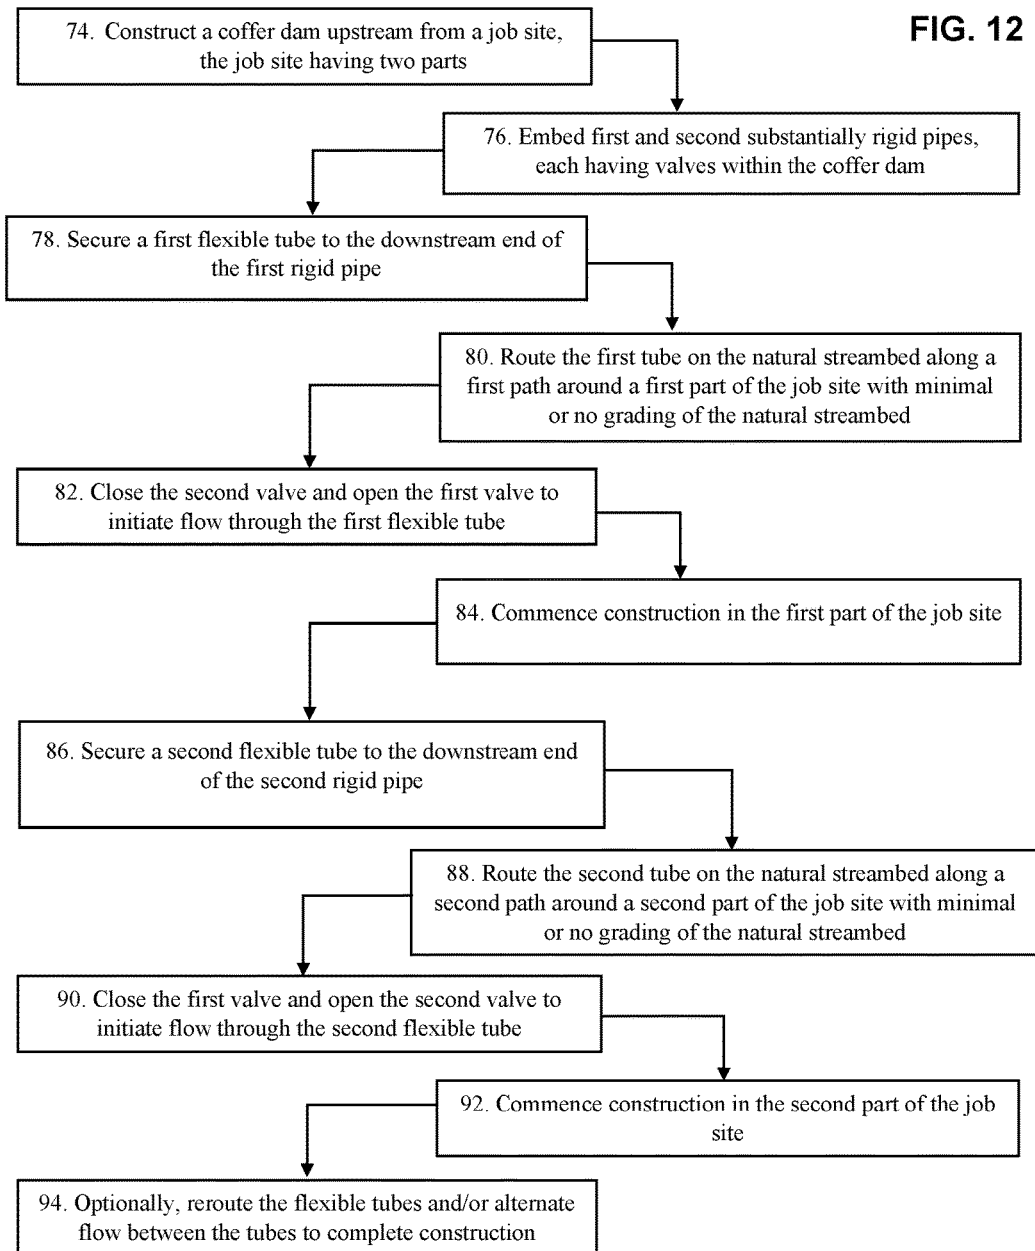 FIG. 12
74. Construct a coffer dam upstream from a job site,
the job site having two parts
76. Embed first and second substantially rigid pipes,
each having valves within the coffer dam
78. Secure a first flexible tube to the downstream end of
the first rigid pipe
80. Route the first tube on the natural streambed along a
first path around a first part of the job site with minimal
or no grading of the natural streambed
82. Close the second valve and open the first valve to
initiate flow through the first flexible tube
84. Commence construction in the first part of the job site
86. Secure a second flexible tube to the downstream end
of the second rigid pipe
88. Route the second tube on the natural streambed along a
second path around a second part of the job site with minimal
or no grading of the natural streambed
90. Close the first valve and open the second valve to
initiate flow through the second flexible tube
92. Commence construction in the second part of the job
site
94. Optionally, reroute the flexible tubes and/or alternate
flow between the tubes to complete construction